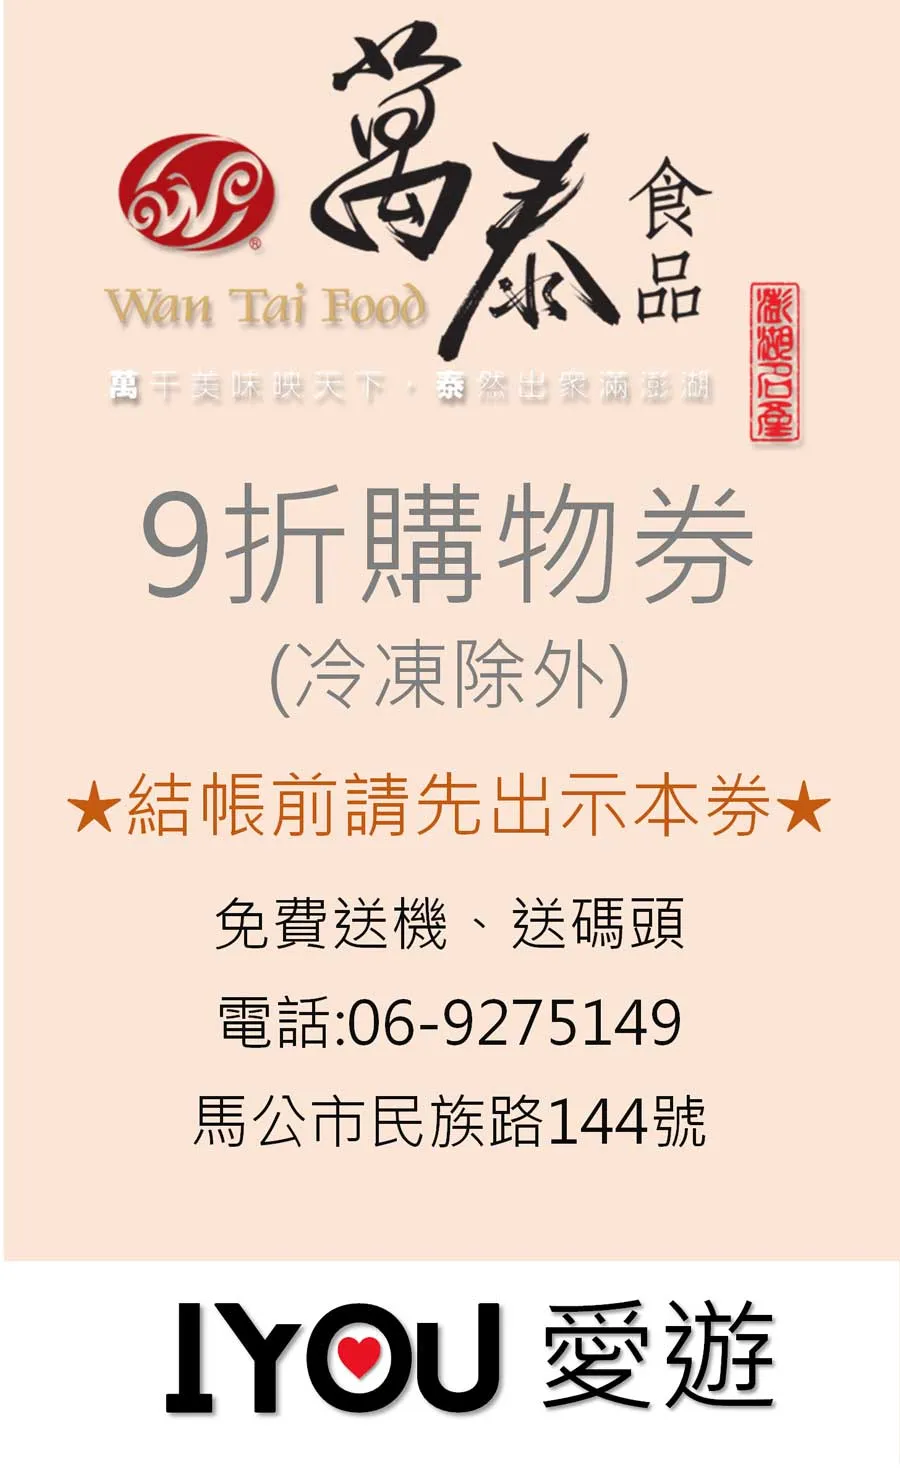 萬泰食品
Wan Tai Food
®
澎湖名產
萬千美味映天下，泰然出眾滿澎湖
9折購物券
(冷凍除外)
★結帳前請先出示本券★
免費送機、送碼頭
電話:06-9275149
馬公市民族路144號
IYOU 愛遊